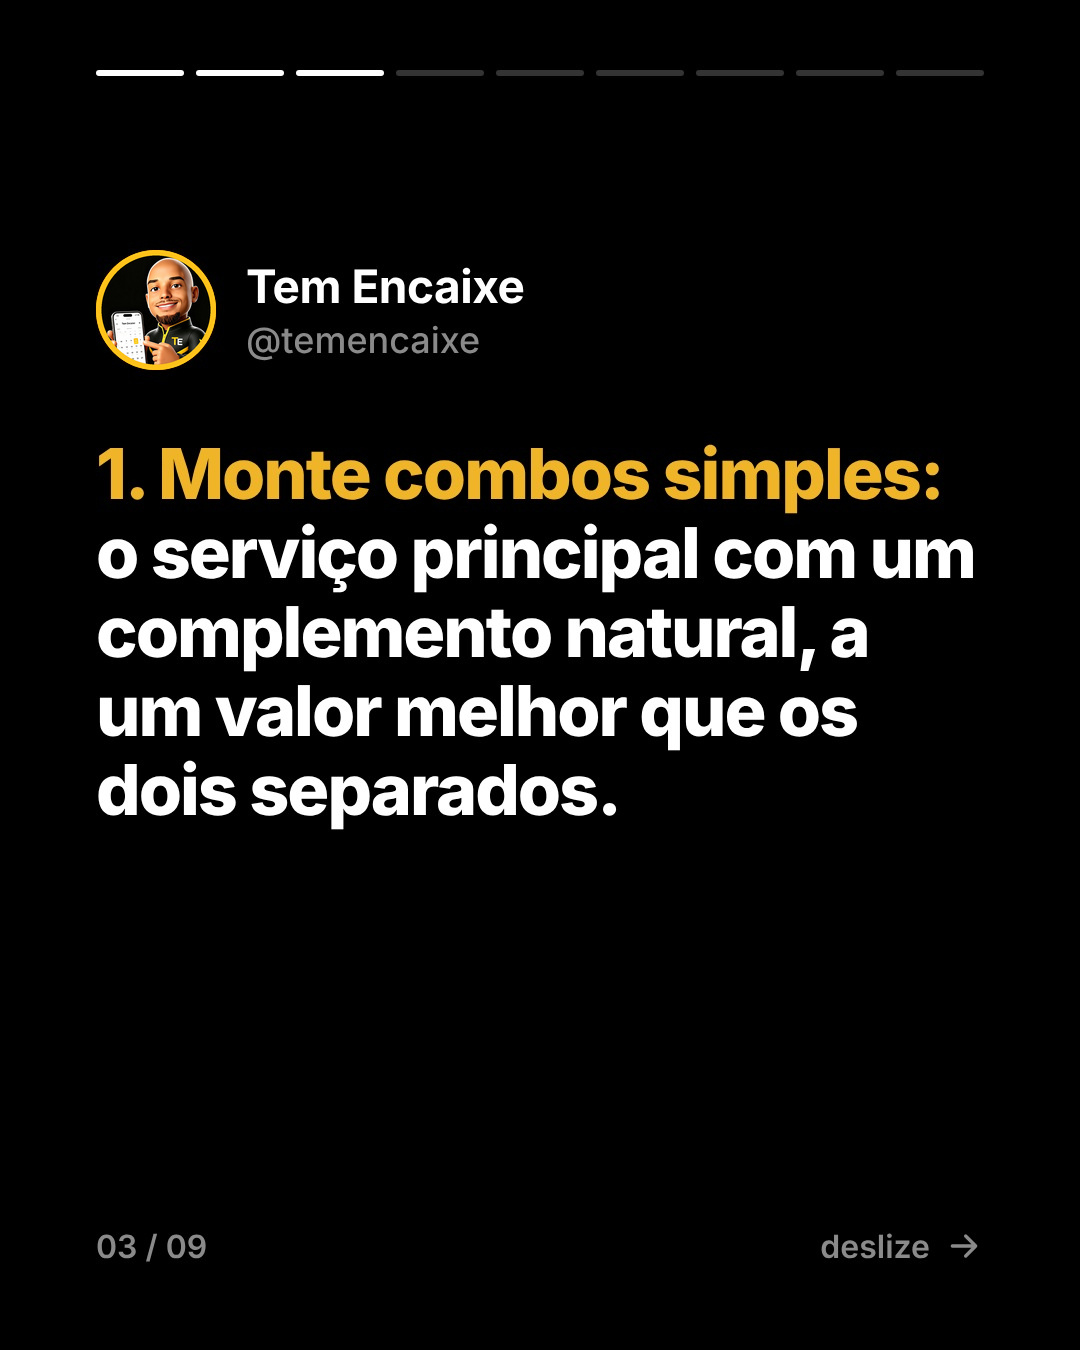 Tem Encaixe
@temencaixe
1. Monte combos simples:
o serviço principal com um
complemento natural, a
um valor melhor que os
dois separados.
03 / 09
deslize →